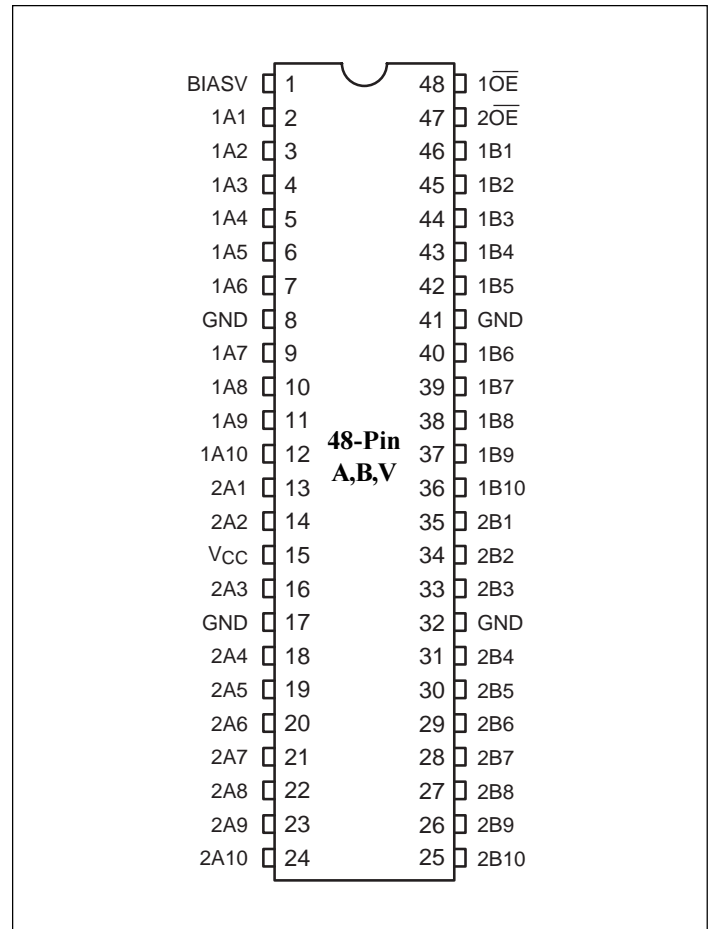 BIASV 1 48 1O̅E̅
1A1 2 47 2O̅E̅
1A2 3 46 1B1
1A3 4 45 1B2
1A4 5 44 1B3
1A5 6 43 1B4
1A6 7 42 1B5
GND 8 41 GND
1A7 9 40 1B6
1A8 10 39 1B7
1A9 11 38 1B8
48-Pin
1A10 12 37 1B9
A,B,V
2A1 13 36 1B10
2A2 14 35 2B1
VCC 15 34 2B2
2A3 16 33 2B3
GND 17 32 GND
2A4 18 31 2B4
2A5 19 30 2B5
2A6 20 29 2B6
2A7 21 28 2B7
2A8 22 27 2B8
2A9 23 26 2B9
2A10 24 25 2B10